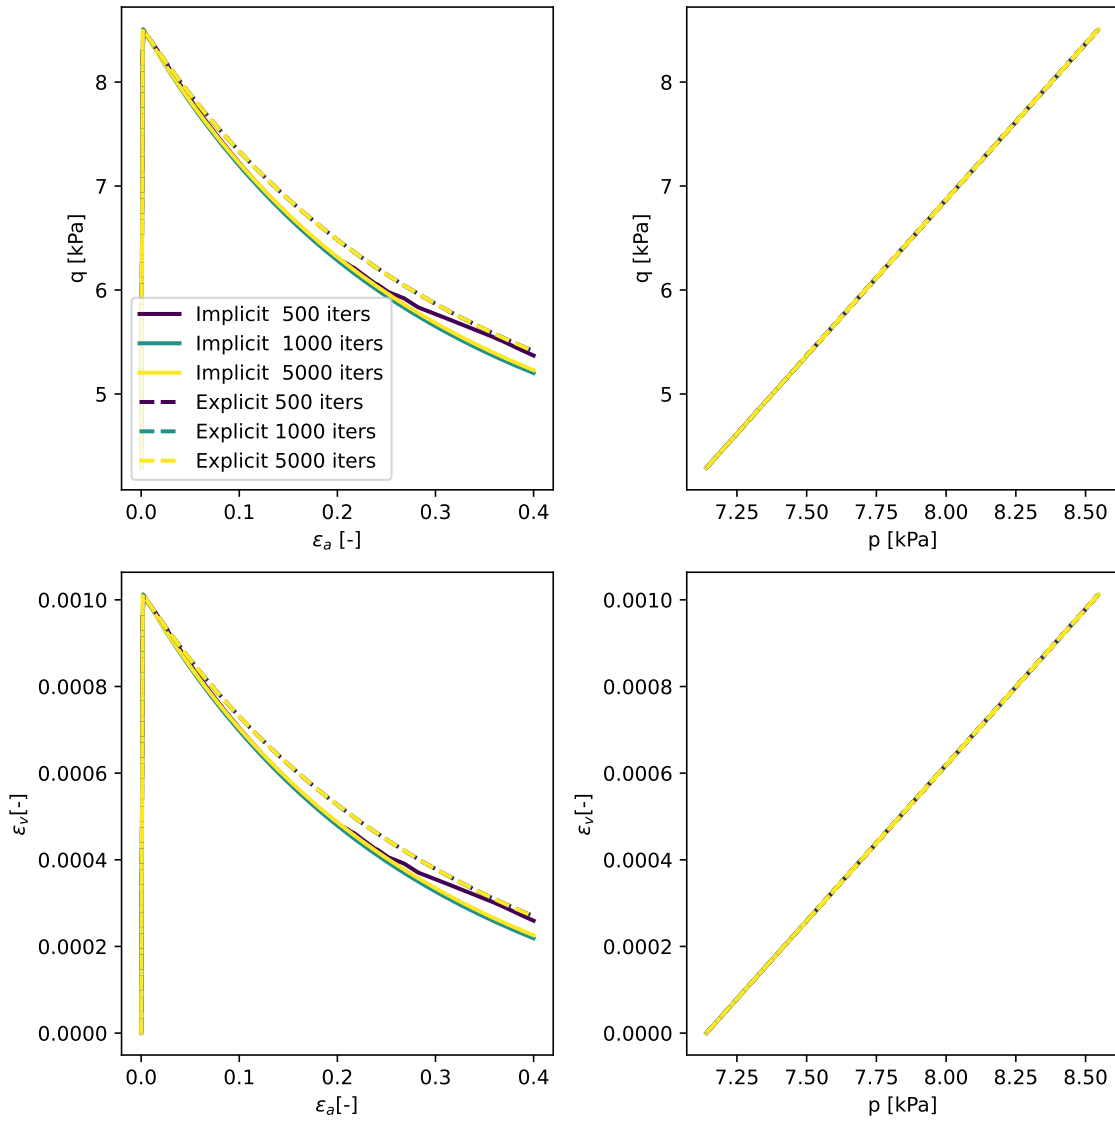 8
7
6
5
q [kPa]
Implicit  500 iters
Implicit  1000 iters
Implicit  5000 iters
Explicit 500 iters
Explicit 1000 iters
Explicit 5000 iters
0.0 0.1 0.2 0.3 0.4
εₐ [-]
8
7
6
5
q [kPa]
7.25 7.50 7.75 8.00 8.25 8.50
p [kPa]
0.0010
0.0008
0.0006
0.0004
0.0002
0.0000
εᵥ[-]
0.0 0.1 0.2 0.3 0.4
εₐ[-]
0.0010
0.0008
0.0006
0.0004
0.0002
0.0000
εᵥ[-]
7.25 7.50 7.75 8.00 8.25 8.50
p [kPa]